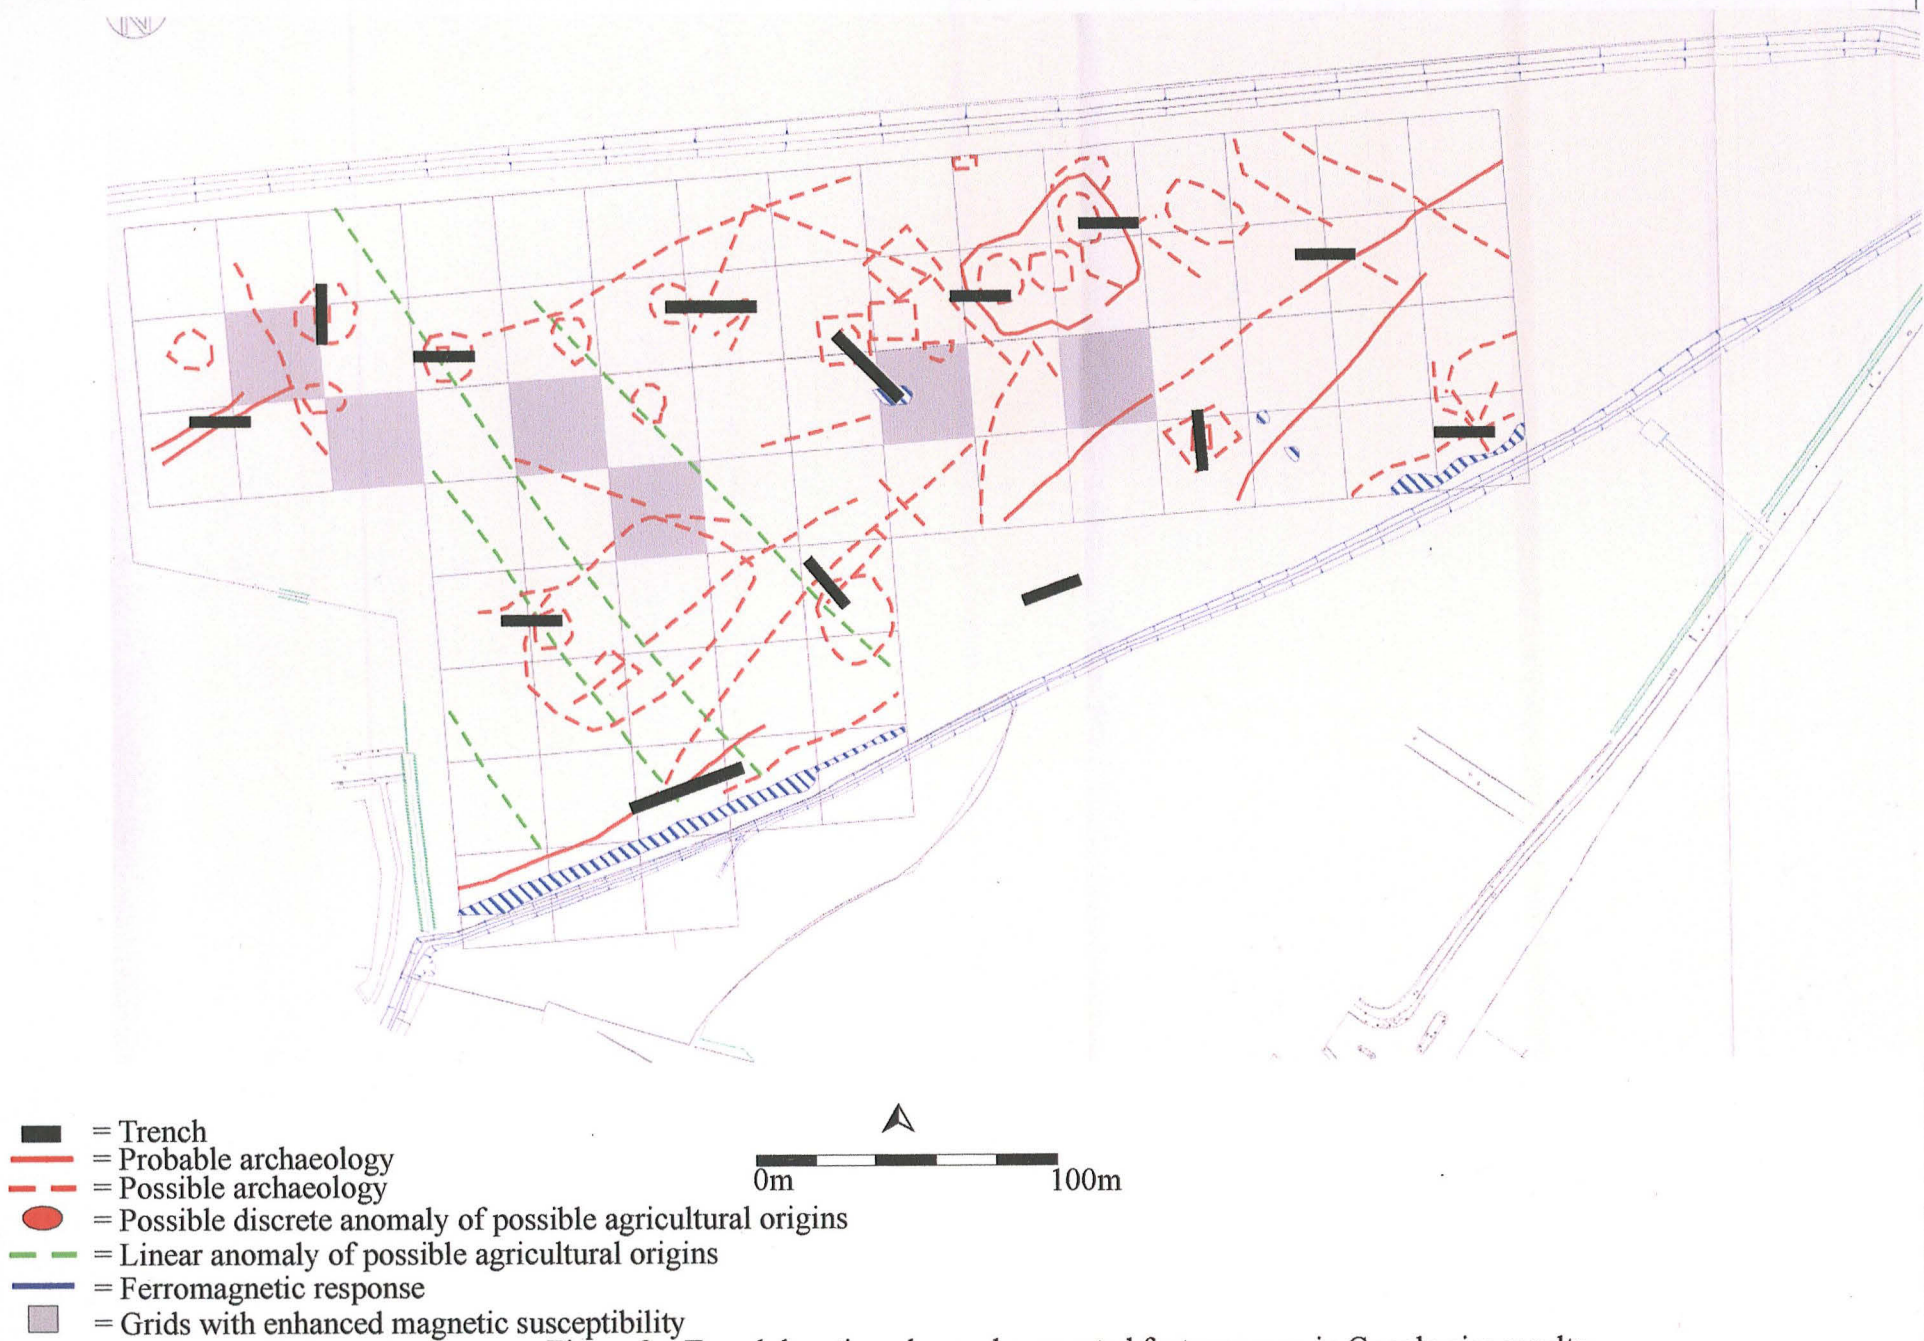 N
= Trench
= Probable archaeology
= Possible archaeology
= Possible discrete anomaly of possible agricultural origins
= Linear anomaly of possible agricultural origins
= Ferromagnetic response
= Grids with enhanced magnetic susceptibility
0m 100m